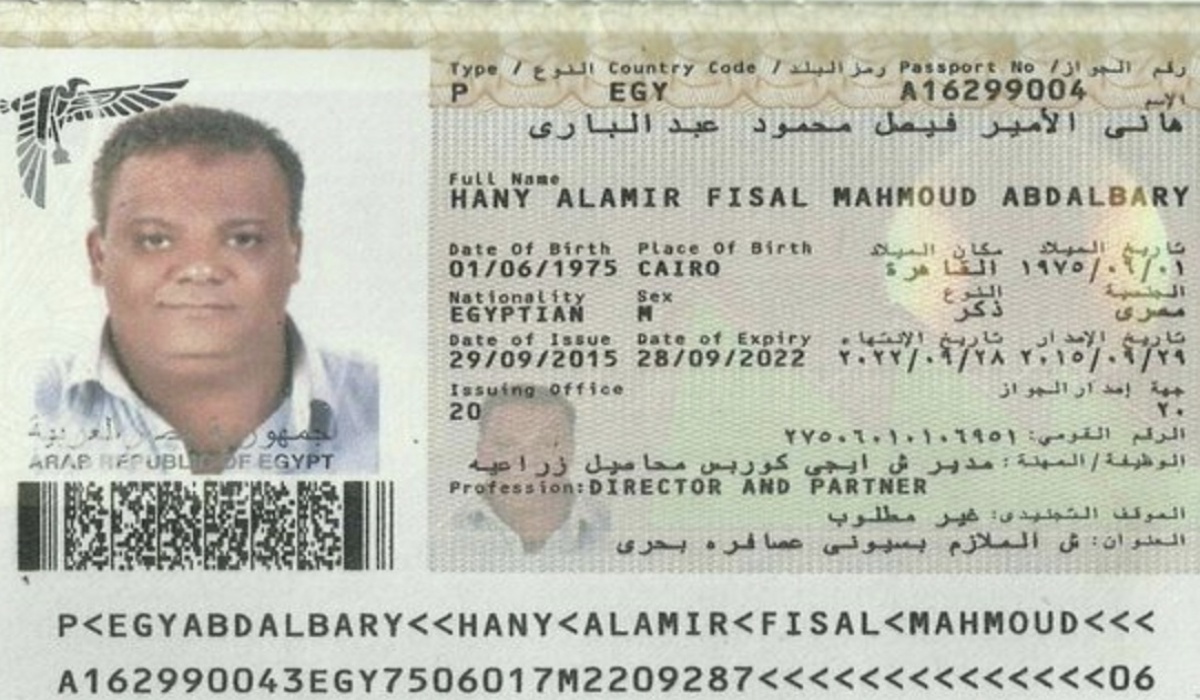 Type / النوع Country Code / رمز البلد Passport No / رقم الجواز
P EGY A16299004
الاسم
هانى الأمير فيصل محمود عبد البارى
Full Name
HANY ALAMIR FISAL MAHMOUD ABDALBARY
Date Of Birth Place Of Birth مكان الميلاد تاريخ الميلاد
01/06/1975 CAIRO القاهرة ١٩٧٥/٠٦/٠١
Nationality Sex النوع الجنسية
EGYPTIAN M ذكر مصرى
Date of Issue Date of Expiry تاريخ الإنتهاء تاريخ الإصدار
29/09/2015 28/09/2022 ٢٠٢٢/٠٩/٢٨ ٢٠١٥/٠٩/٢٩
Issuing Office جهة إصدار الجواز
20 ٢٠
الرقم القومى: ٢٧٥٠٦٠١٠١٠٦٩٥١
الوظيفة/المهنة: مدير ش ايجي كوربس محاصيل زراعيه
Profession: DIRECTOR AND PARTNER
الموقف التجنيدى: غير مطلوب
العنوان: ش الملازم بسيونى عصافره بحرى
جمهورية مصر العربية
ARAB REPUBLIC OF EGYPT
P<EGYABDALBARY<<HANY<ALAMIR<FISAL<MAHMOUD<<<
A162990043EGY7506017M2209287<<<<<<<<<<<<<<06